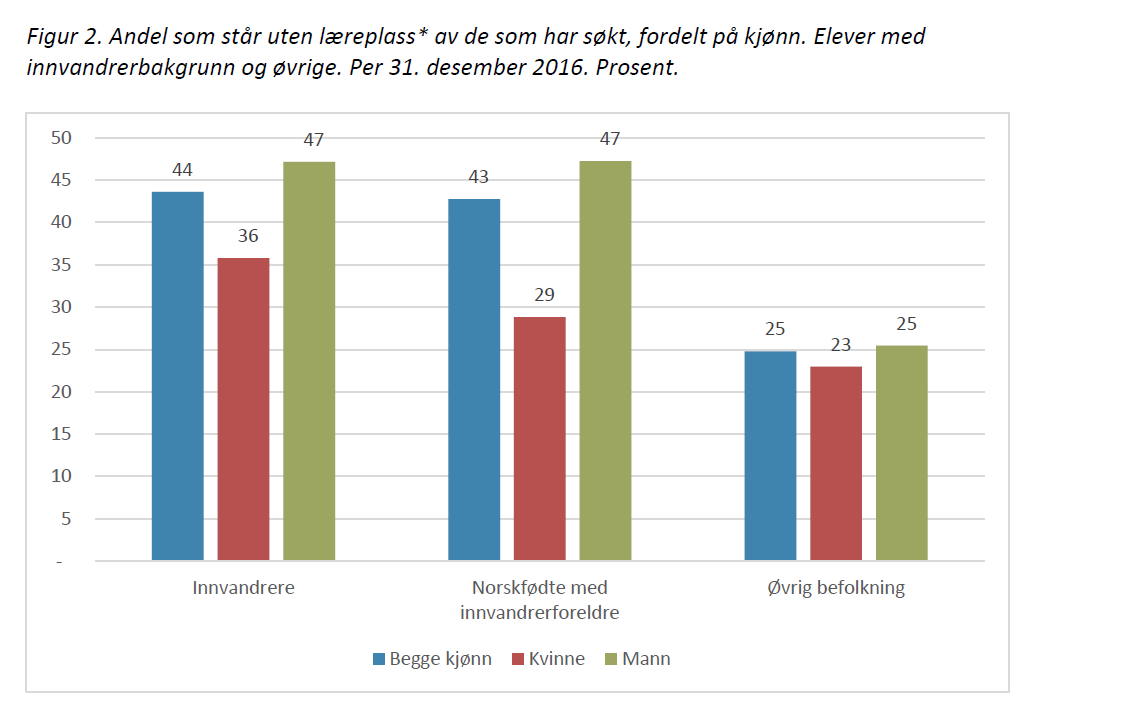 Figur 2. Andel som står uten læreplass* av de som har søkt, fordelt på kjønn. Elever med
innvandrerbakgrunn og øvrige. Per 31. desember 2016. Prosent.
50
45
40
35
30
25
20
15
10
5
-
44
36
47
43
29
47
25
23
25
Innvandrere
Norskfødte med
innvandrerforeldre
Øvrig befolkning
Begge kjønn Kvinne Mann